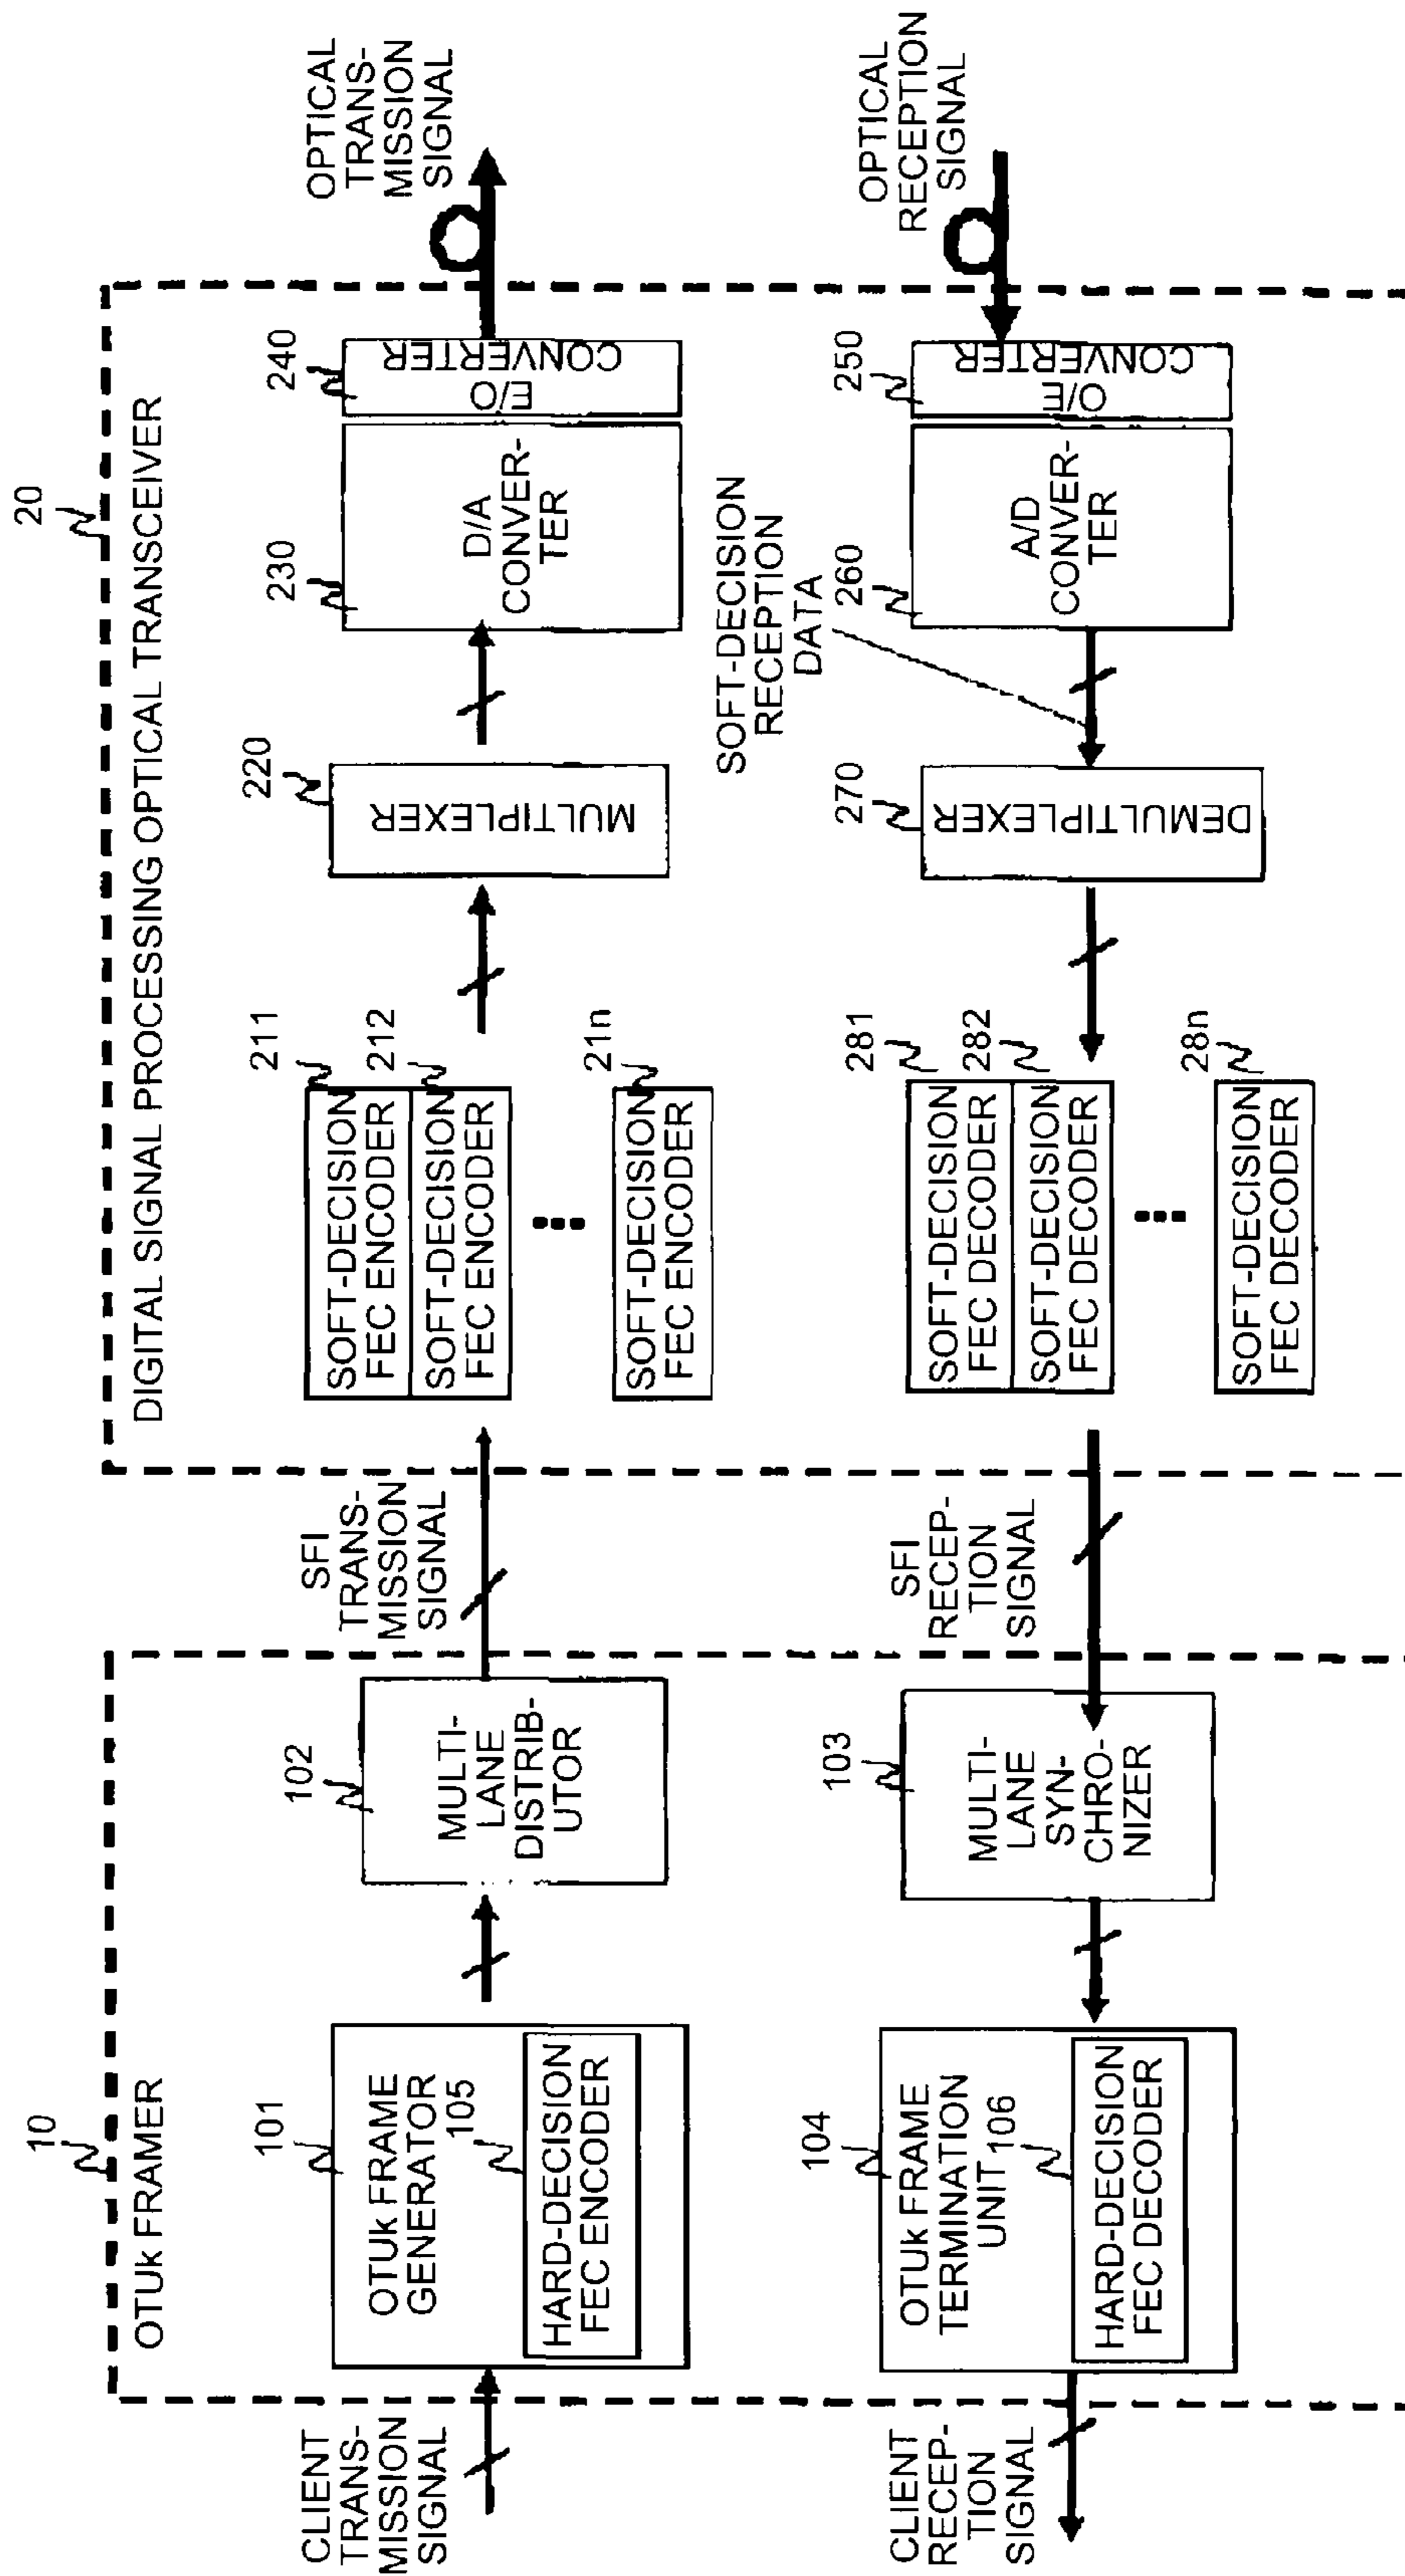 10
OTUk FRAMER
20
DIGITAL SIGNAL PROCESSING OPTICAL TRANSCEIVER
CLIENT
TRANS-
MISSION
SIGNAL
101
OTUk FRAME
GENERATOR
105
HARD-DECISION
FEC ENCODER
102
MULTI-
LANE
DISTRIB-
UTOR
SFI
TRANS-
MISSION
SIGNAL
211
SOFT-DECISION
FEC ENCODER
212
SOFT-DECISION
FEC ENCODER
21n
SOFT-DECISION
FEC ENCODER
220
MULTIPLEXER
230
D/A
CONVER-
TER
240
E/O
CONVERTER
OPTICAL
TRANS-
MISSION
SIGNAL
CLIENT
RECEP-
TION
SIGNAL
104
OTUk FRAME
TERMINATION
UNIT
106
HARD-DECISION
FEC DECODER
103
MULTI-
LANE
SYN-
CHRO-
NIZER
SFI
RECEP-
TION
SIGNAL
281
SOFT-DECISION
FEC DECODER
282
SOFT-DECISION
FEC DECODER
28n
SOFT-DECISION
FEC DECODER
270
DEMULTIPLEXER
SOFT-DECISION
RECEPTION
DATA
260
A/D
CONVER-
TER
250
O/E
CONVERTER
OPTICAL
RECEPTION
SIGNAL